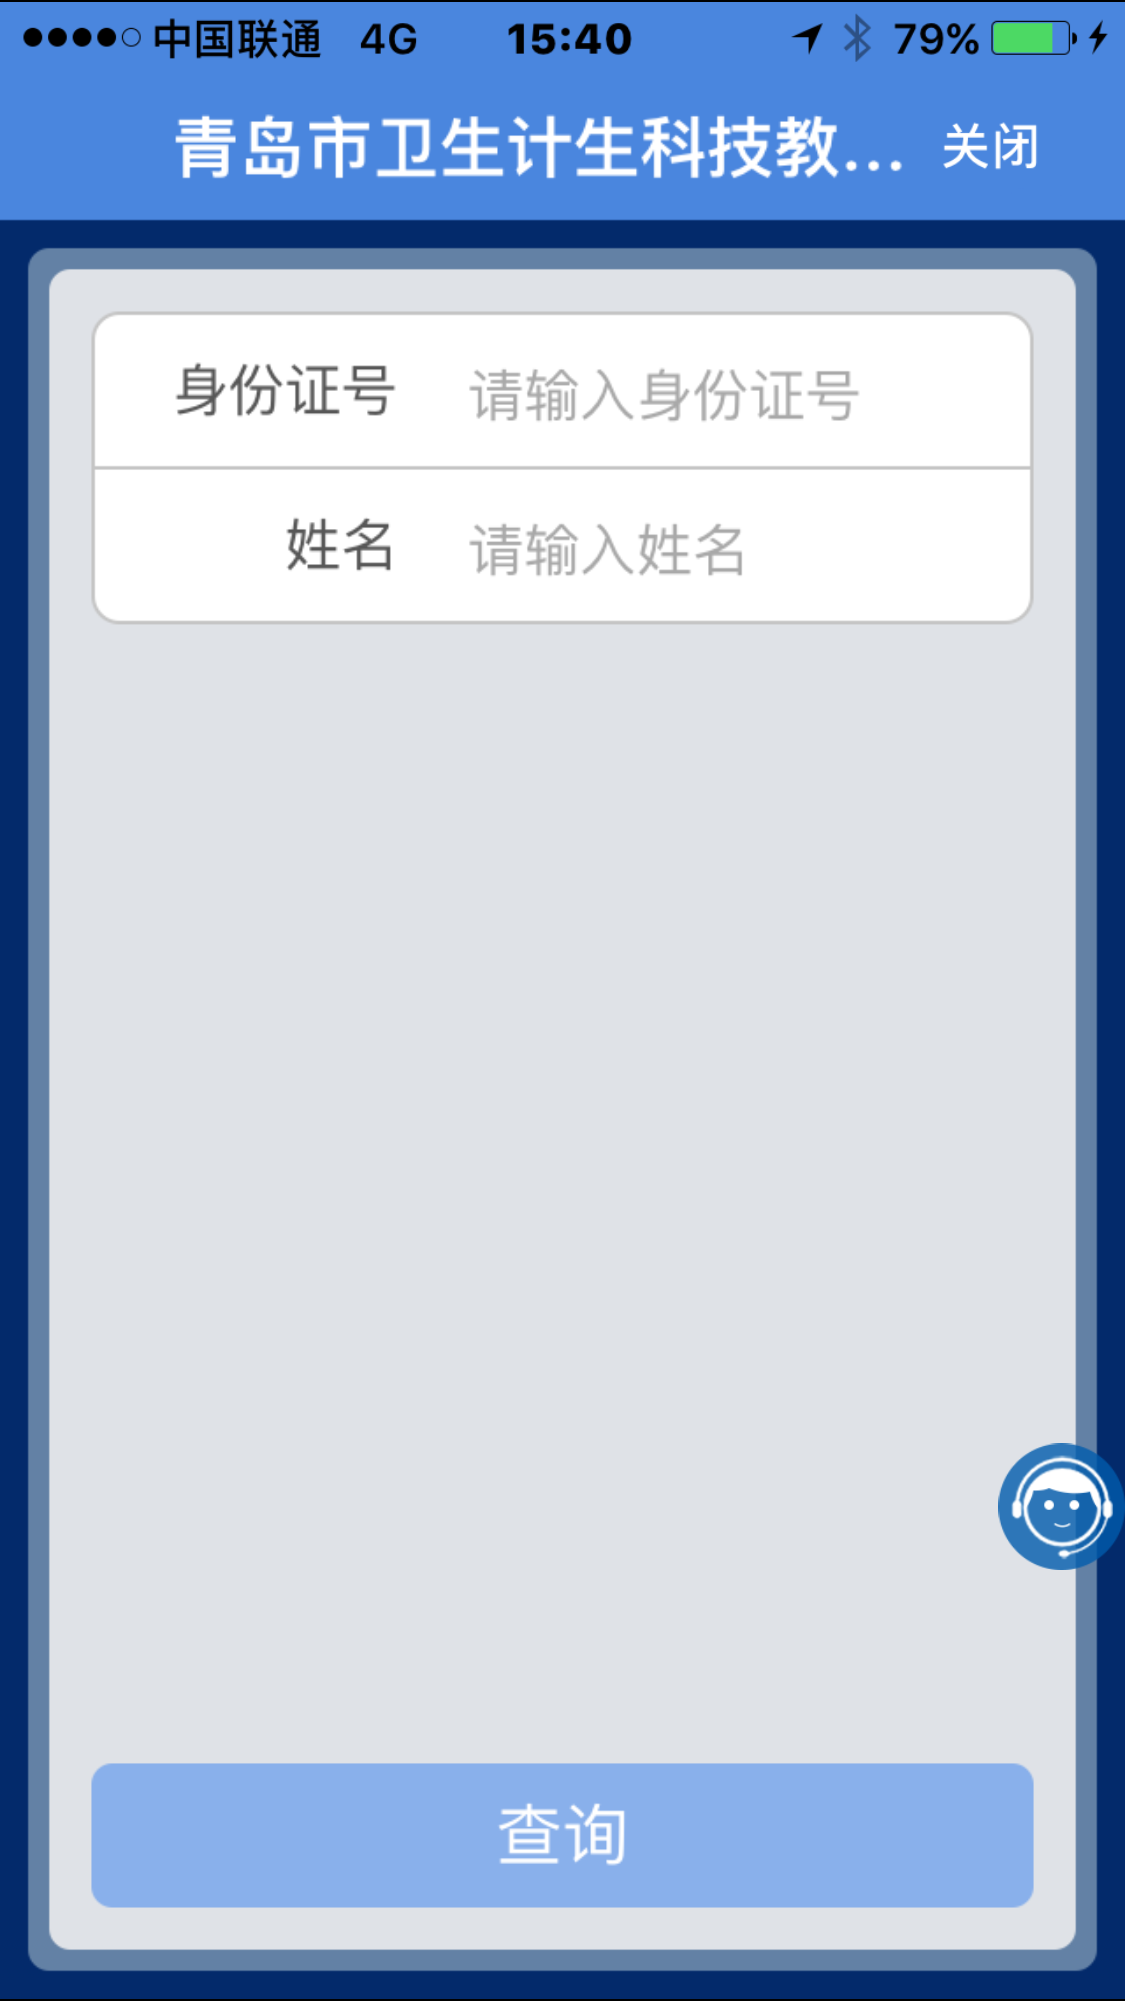 中国联通 4G 15:40 79%
青岛市卫生计生科技教... 关闭
身份证号 请输入身份证号
姓名 请输入姓名
查询